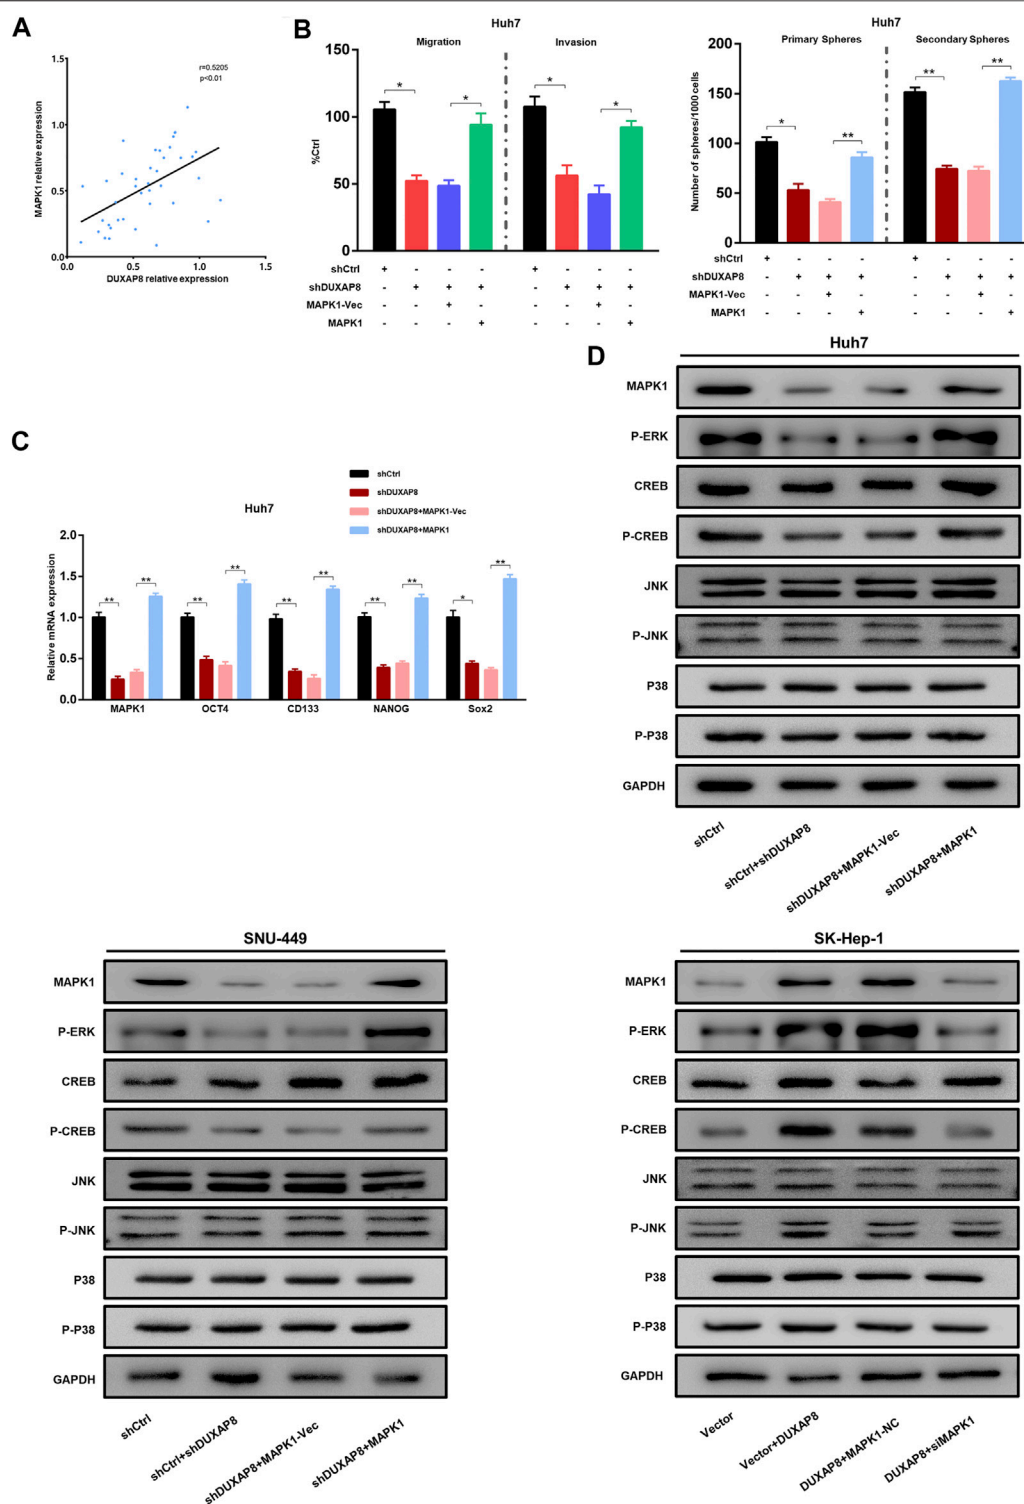 A
1.5
1.0
0.5
0.0
0.0
0.5
1.0
1.5
MAPK1 relative expression
DUXAP8 relative expression
r=0.5205
p<0.01
B
Huh7
Migration
Invasion
150
100
50
0
%Ctrl
*
*
*
*
shCtrl + - - - + - - -
shDUXAP8 - + + + - + + +
MAPK1-Vec - - + - - - + -
MAPK1 - - - + - - - +
Huh7
Primary Spheres
Secondary Spheres
200
150
100
50
0
Number of spheres/1000 cells
*
**
**
**
shCtrl + - - - + - - -
shDUXAP8 - + + + - + + +
MAPK1-Vec - - + - - - + -
MAPK1 - - - + - - - +
C
shCtrl
shDUXAP8
shDUXAP8+MAPK1-Vec
shDUXAP8+MAPK1
Huh7
2.0
1.5
1.0
0.5
0.0
Relative mRNA expression
** **
** **
** **
** **
* **
MAPK1
OCT4
CD133
NANOG
Sox2
D
Huh7
MAPK1
P-ERK
CREB
P-CREB
JNK
P-JNK
P38
P-P38
GAPDH
shCtrl
shCtrl+shDUXAP8
shDUXAP8+MAPK1-Vec
shDUXAP8+MAPK1
SNU-449
MAPK1
P-ERK
CREB
P-CREB
JNK
P-JNK
P38
P-P38
GAPDH
shCtrl
shCtrl+shDUXAP8
shDUXAP8+MAPK1-Vec
shDUXAP8+MAPK1
SK-Hep-1
MAPK1
P-ERK
CREB
P-CREB
JNK
P-JNK
P38
P-P38
GAPDH
Vector
Vector+DUXAP8
DUXAP8+MAPK1-NC
DUXAP8+siMAPK1